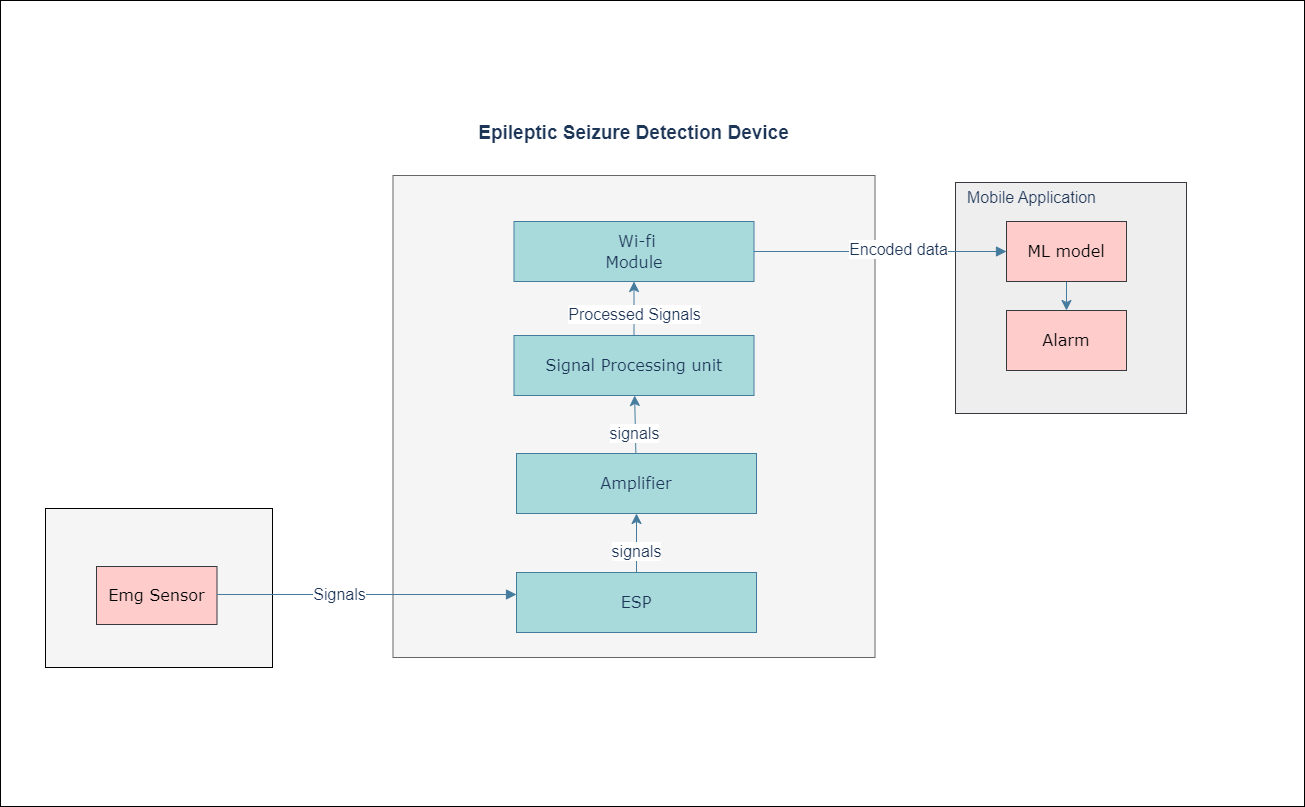 Epileptic Seizure Detection Device
Mobile Application
Wi-fi
Module
Encoded data
ML model
Processed Signals
Alarm
Signal Processing unit
signals
Amplifier
signals
Emg Sensor
Signals
ESP